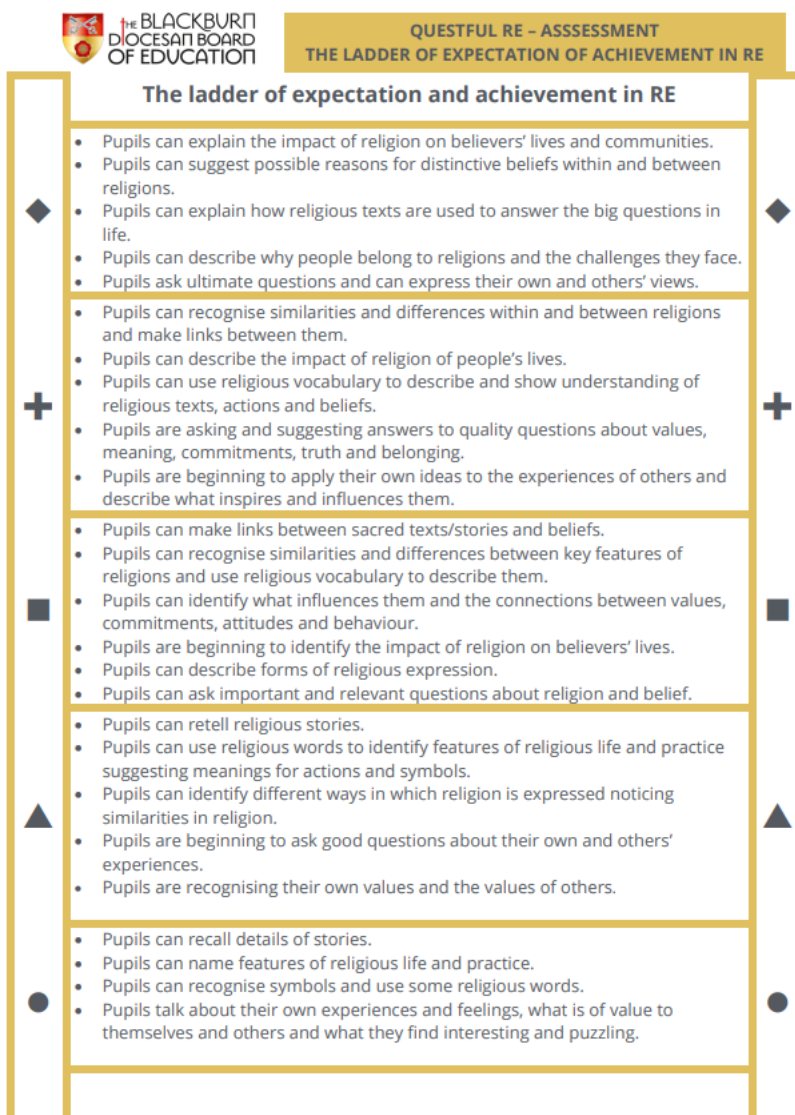 THE BLACKBURN
DIOCESAN BOARD
OF EDUCATION
QUESTFUL RE – ASSSESSMENT
THE LADDER OF EXPECTATION OF ACHIEVEMENT IN RE
The ladder of expectation and achievement in RE
• Pupils can explain the impact of religion on believers' lives and communities.
• Pupils can suggest possible reasons for distinctive beliefs within and between
religions.
• Pupils can explain how religious texts are used to answer the big questions in
life.
• Pupils can describe why people belong to religions and the challenges they face.
• Pupils ask ultimate questions and can express their own and others' views.
• Pupils can recognise similarities and differences within and between religions
and make links between them.
• Pupils can describe the impact of religion of people's lives.
• Pupils can use religious vocabulary to describe and show understanding of
religious texts, actions and beliefs.
• Pupils are asking and suggesting answers to quality questions about values,
meaning, commitments, truth and belonging.
• Pupils are beginning to apply their own ideas to the experiences of others and
describe what inspires and influences them.
• Pupils can make links between sacred texts/stories and beliefs.
• Pupils can recognise similarities and differences between key features of
religions and use religious vocabulary to describe them.
• Pupils can identify what influences them and the connections between values,
commitments, attitudes and behaviour.
• Pupils are beginning to identify the impact of religion on believers' lives.
• Pupils can describe forms of religious expression.
• Pupils can ask important and relevant questions about religion and belief.
• Pupils can retell religious stories.
• Pupils can use religious words to identify features of religious life and practice
suggesting meanings for actions and symbols.
• Pupils can identify different ways in which religion is expressed noticing
similarities in religion.
• Pupils are beginning to ask good questions about their own and others'
experiences.
• Pupils are recognising their own values and the values of others.
• Pupils can recall details of stories.
• Pupils can name features of religious life and practice.
• Pupils can recognise symbols and use some religious words.
• Pupils talk about their own experiences and feelings, what is of value to
themselves and others and what they find interesting and puzzling.